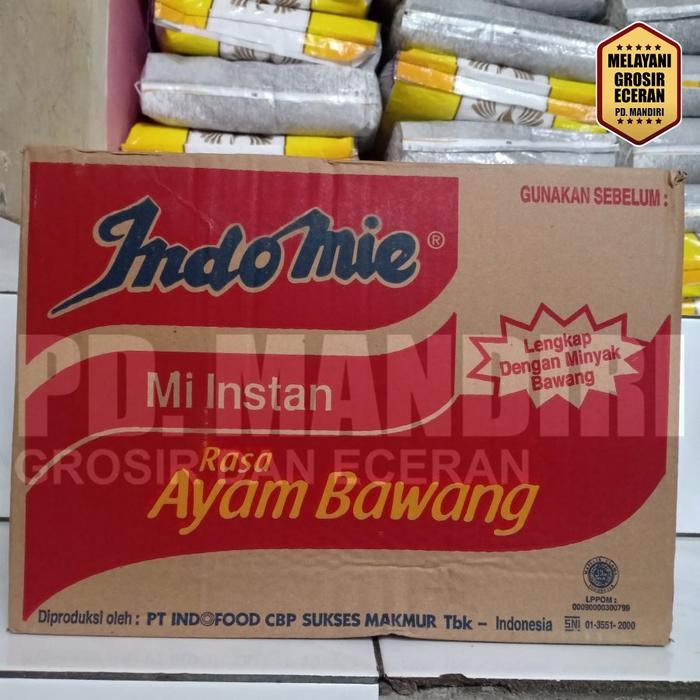 MELAYANI
GROSIR
ECERAN
PD. MANDIRI
GUNAKAN SEBELUM :
Indomie ®
Lengkap
Dengan Minyak
Bawang
Mi Instan
PD. MANDIRI
GROSIR DAN ECERAN
Rasa
Ayam Bawang
LPPOM :
00090000300799
Diproduksi oleh : PT INDOFOOD CBP SUKSES MAKMUR Tbk – Indonesia SNI 01-3551-2000